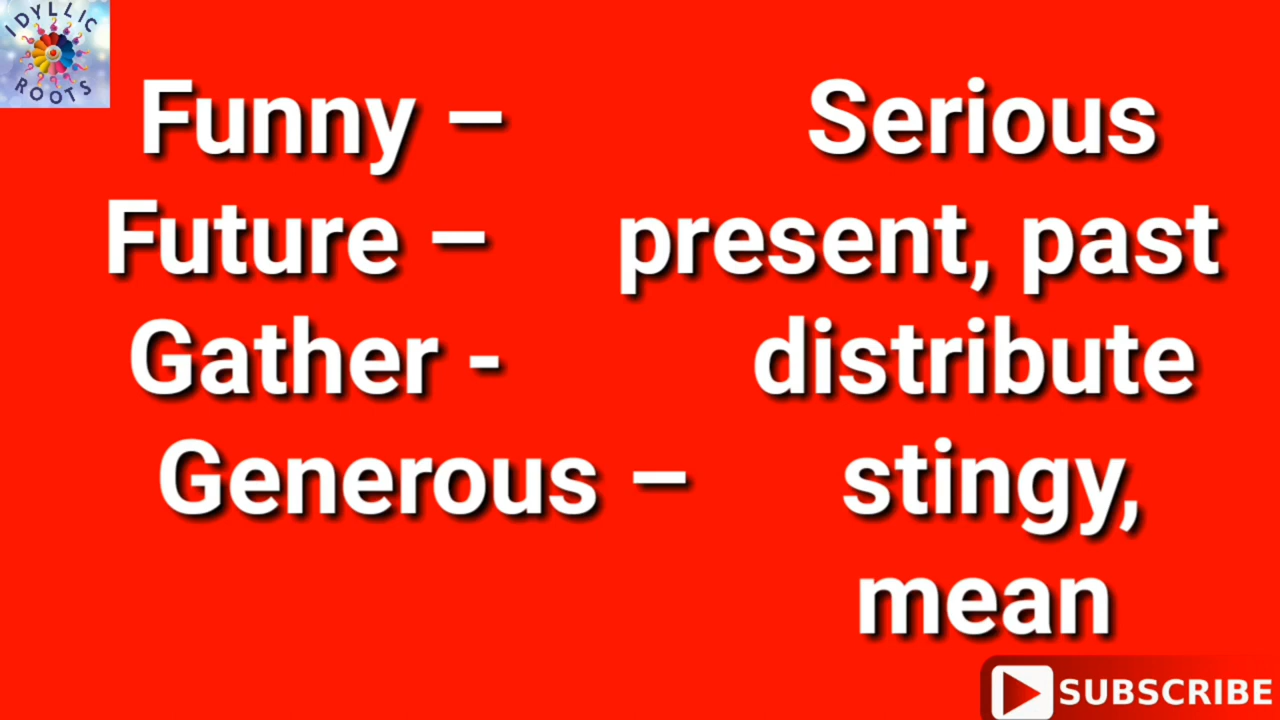 IDYLLIC
ROOTS
Funny – Serious
Future – present, past
Gather - distribute
Generous – stingy,
mean
SUBSCRIBE